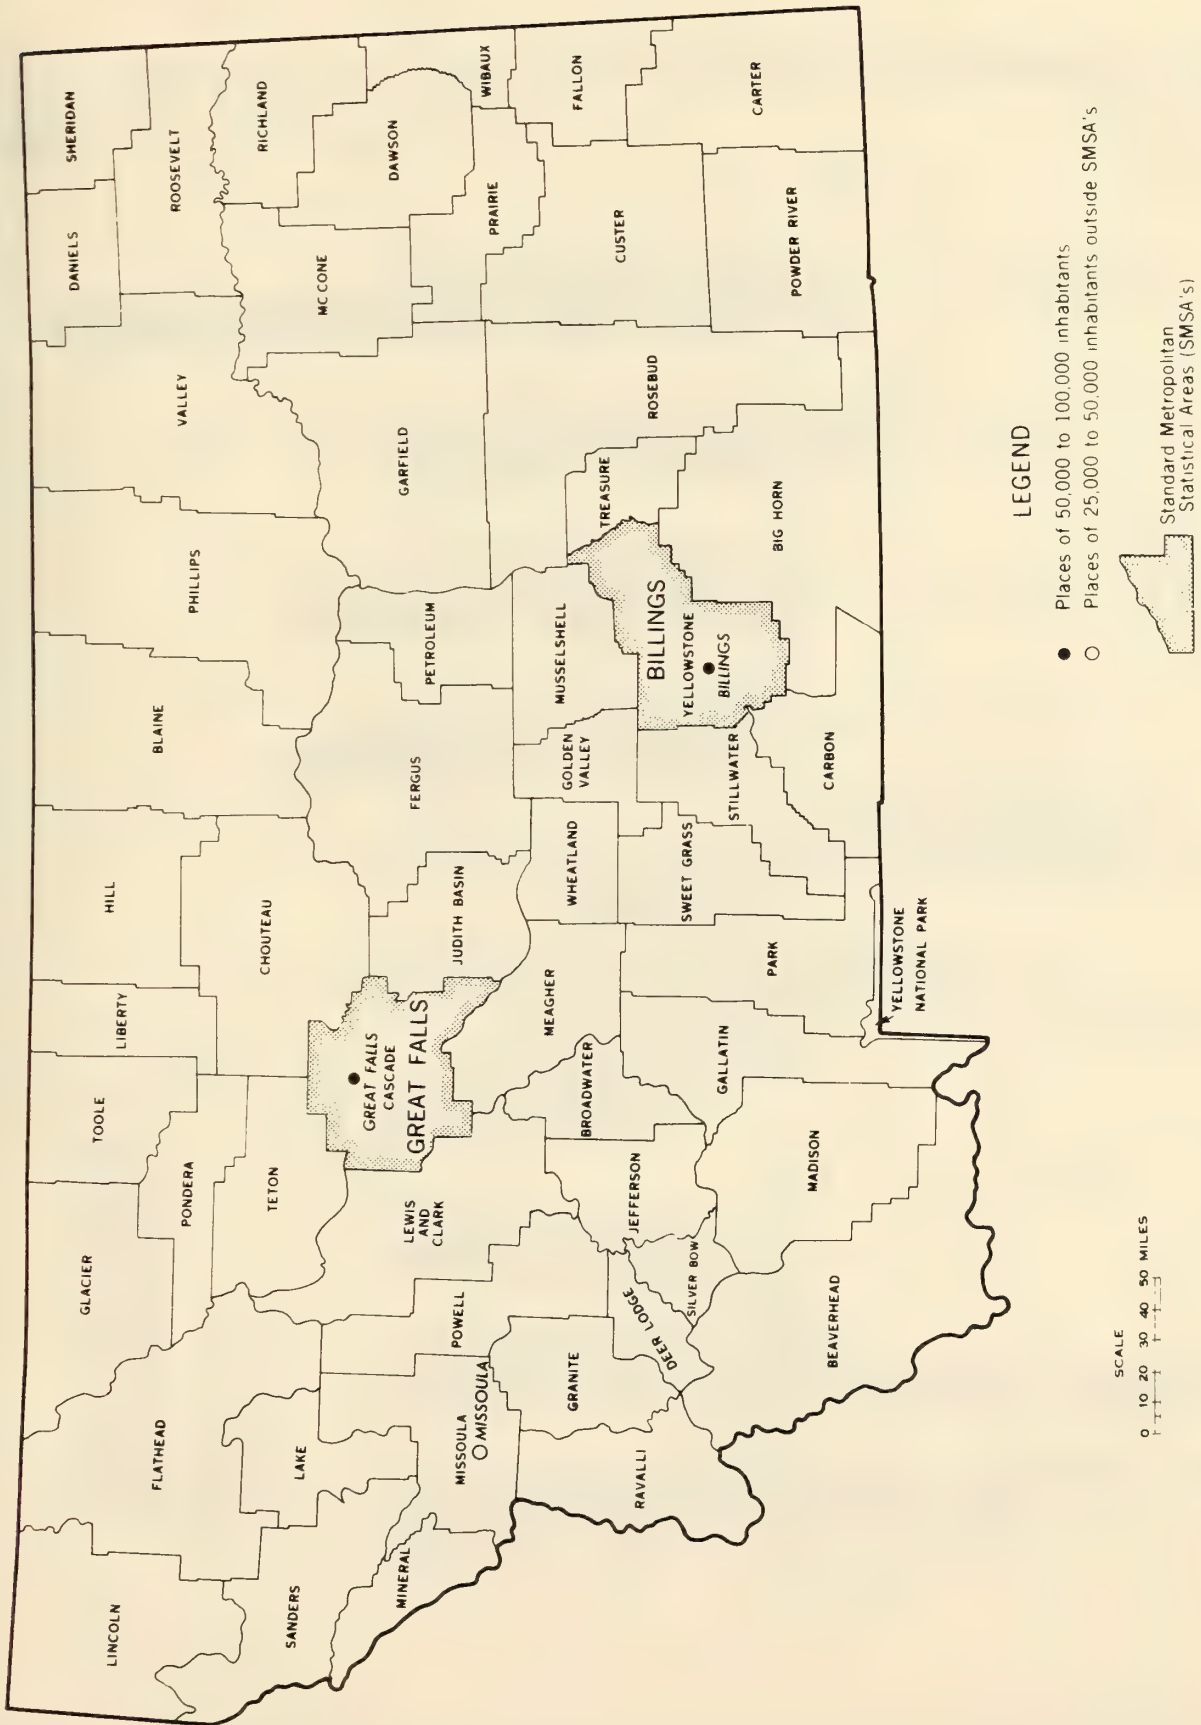 LINCOLN
FLATHEAD
GLACIER
TOOLE
LIBERTY
HILL
BLAINE
PHILLIPS
VALLEY
DANIELS
SHERIDAN
ROOSEVELT
SANDERS
LAKE
PONDERA
TETON
CHOUTEAU
RICHLAND
MC CONE
DAWSON
WIBAUX
GREAT FALLS
CASCADE
GREAT FALLS
JUDITH BASIN
FERGUS
PETROLEUM
GARFIELD
PRAIRIE
MINERAL
MISSOULA
MISSOULA
POWELL
LEWIS
AND
CLARK
FALLON
GRANITE
DEER LODGE
SILVER BOW
JEFFERSON
BROADWATER
MEAGHER
WHEATLAND
GOLDEN
VALLEY
MUSSELSHELL
TREASURE
ROSEBUD
CUSTER
RAVALLI
BILLINGS
YELLOWSTONE
BILLINGS
BEAVERHEAD
MADISON
GALLATIN
PARK
SWEET GRASS
STILLWATER
CARBON
BIG HORN
POWDER RIVER
CARTER
YELLOWSTONE
NATIONAL PARK
LEGEND
Places of 50,000 to 100,000 inhabitants
Places of 25,000 to 50,000 inhabitants outside SMSA's
Standard Metropolitan
Statistical Areas (SMSA's)
SCALE
0 10 20 30 40 50 MILES